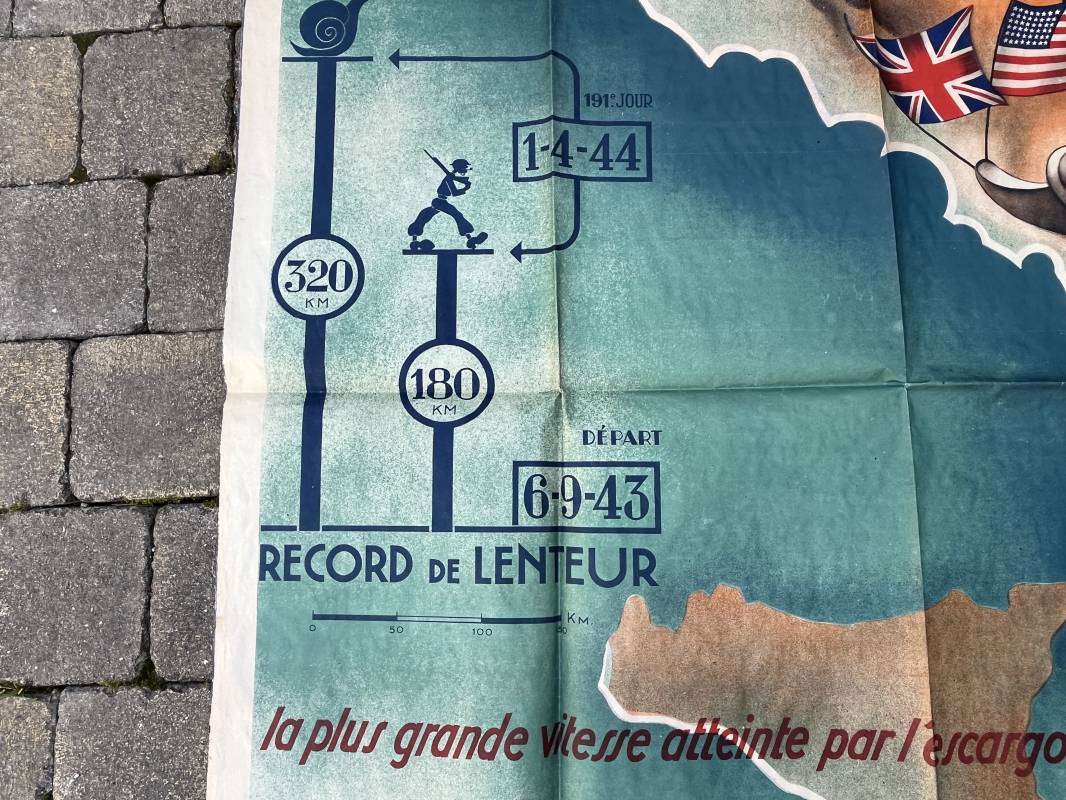 191e JOUR
1-4-44
320
KM
180
KM
DÉPART
6-9-43
RECORD DE LENTEUR
0 50 100 KM.
la plus grande vitesse atteinte par l'escargo